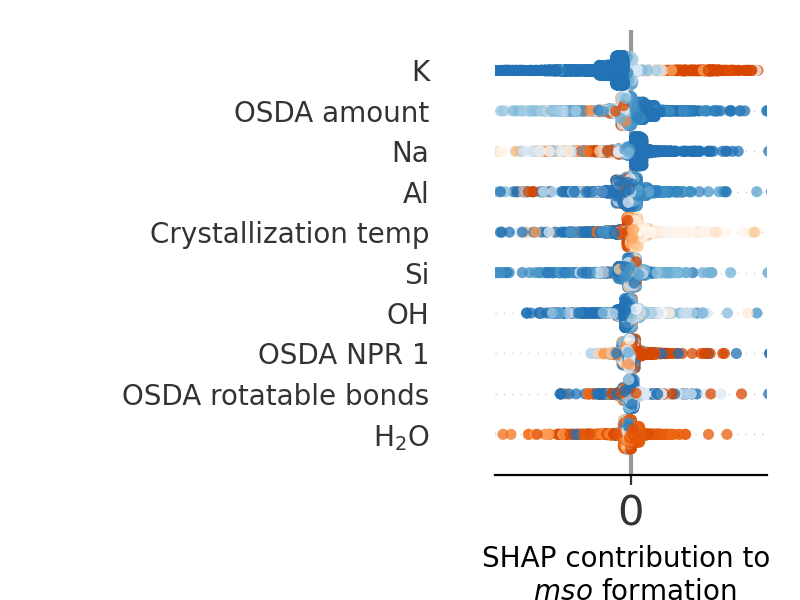 K
OSDA amount
Na
Al
Crystallization temp
Si
OH
OSDA NPR 1
OSDA rotatable bonds
H₂O
0
SHAP contribution to
mso formation